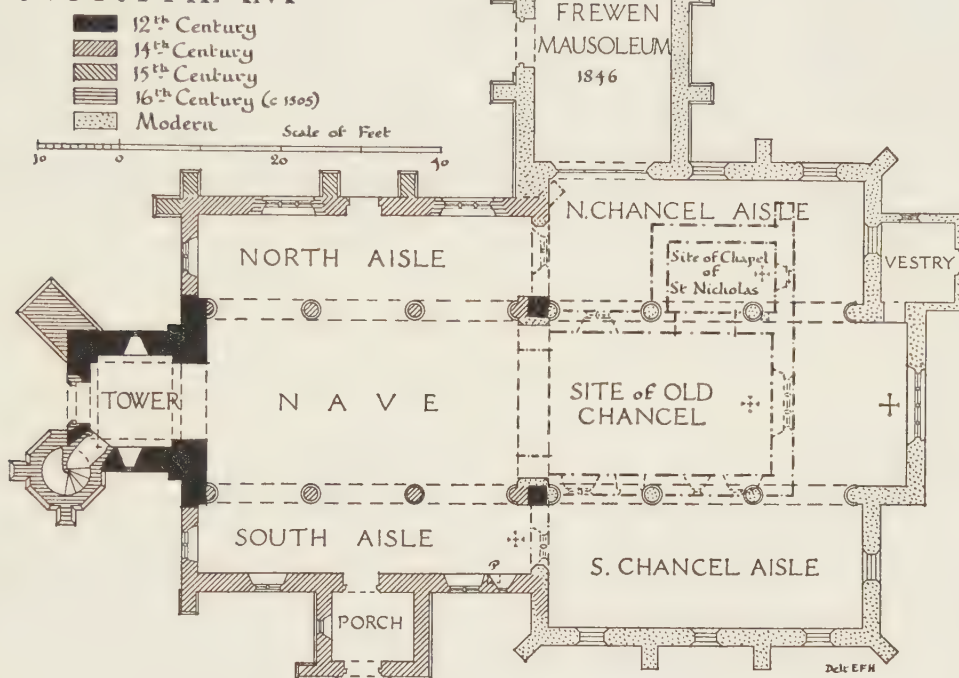 12th Century
14th Century
15th Century
16th Century (c 1505)
Modern
Scale of Feet
10 0 20 40
FREWEN
MAUSOLEUM
1846
N. CHANCEL AISLE
NORTH AISLE
Site of Chapel
of
St Nicholas
VESTRY
TOWER
NAVE
SITE of OLD
CHANCEL
SOUTH AISLE
S. CHANCEL AISLE
P
PORCH
Delt EFH